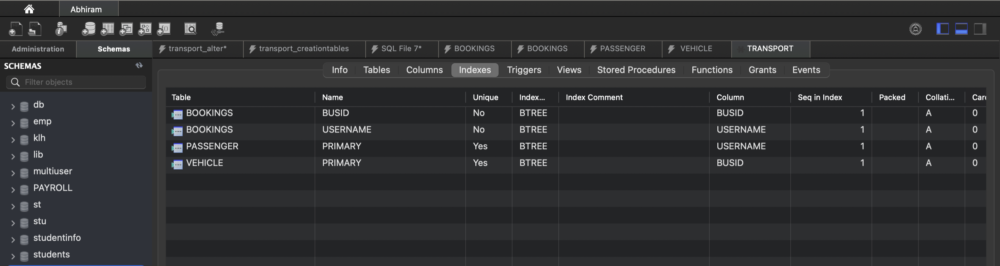 Abhiram
Administration Schemas transport_alter* transport_creationtables SQL File 7* BOOKINGS BOOKINGS PASSENGER VEHICLE TRANSPORT
SCHEMAS
Filter objects
db
emp
klh
lib
multiuser
PAYROLL
st
stu
studentinfo
students
Info Tables Columns Indexes Triggers Views Stored Procedures Functions Grants Events
Table Name Unique Index... Index Comment Column Seq in Index Packed Collati...
BOOKINGS BUSID No BTREE BUSID 1 A 0
BOOKINGS USERNAME No BTREE USERNAME 1 A 0
PASSENGER PRIMARY Yes BTREE USERNAME 1 A 0
VEHICLE PRIMARY Yes BTREE BUSID 1 A 0